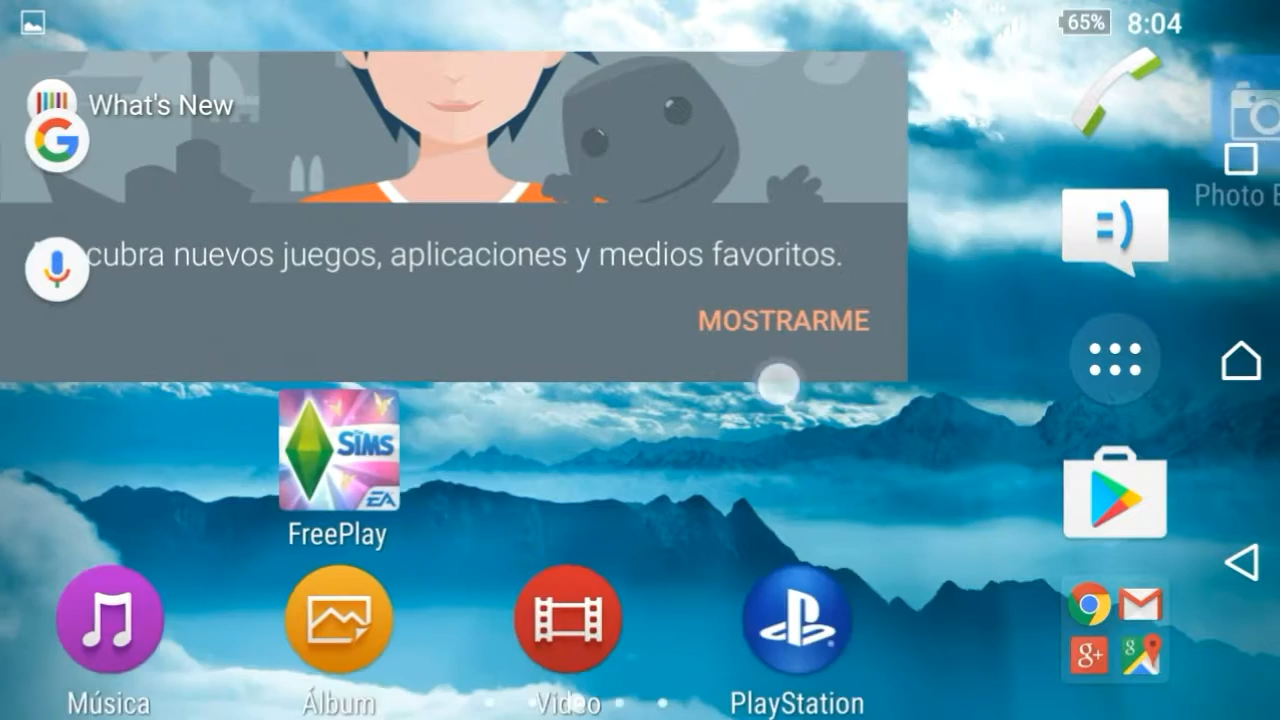 65% 8:04
What's New
cubra nuevos juegos, aplicaciones y medios favoritos.
MOSTRARME
=)
Photo E
THE SIMS
EA
FreePlay
g+
g
Música
Álbum
Video
PlayStation